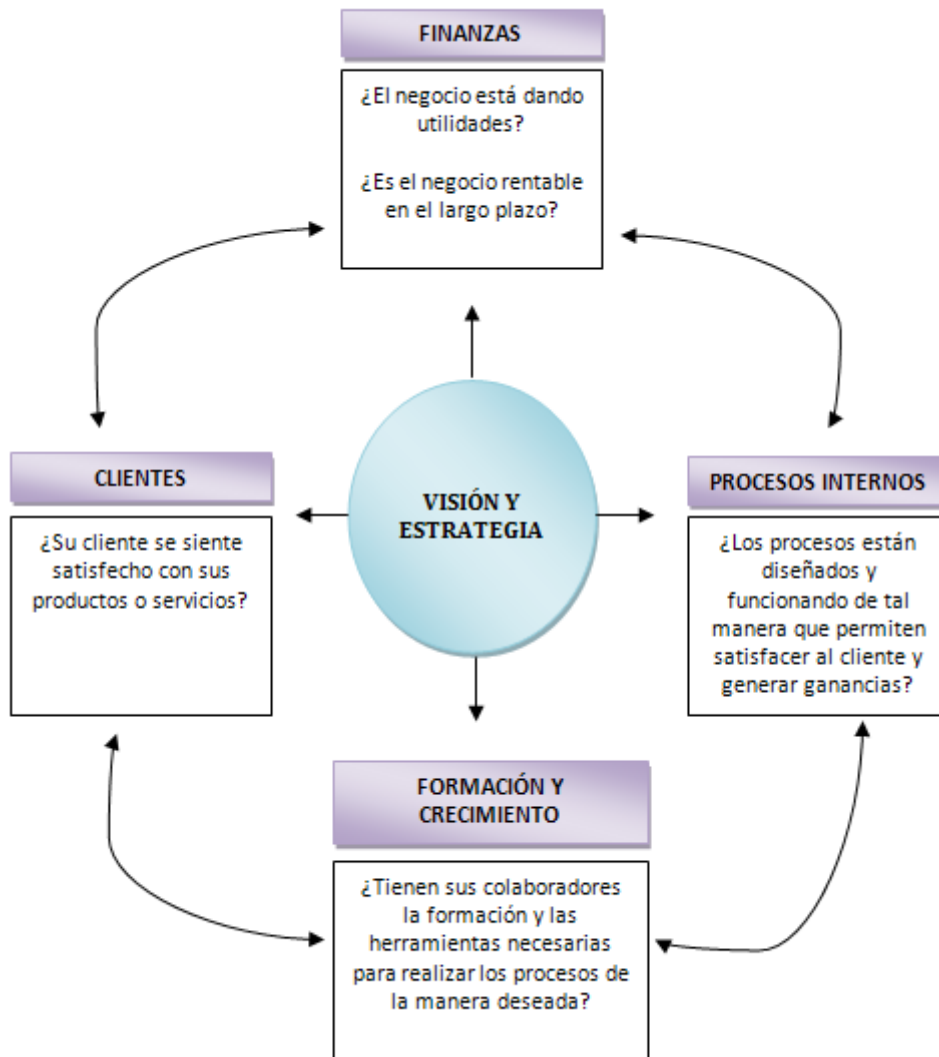 FINANZAS
¿El negocio está dando
utilidades?
¿Es el negocio rentable
en el largo plazo?
CLIENTES
¿Su cliente se siente
satisfecho con sus
productos o servicios?
VISIÓN Y
ESTRATEGIA
PROCESOS INTERNOS
¿Los procesos están
diseñados y
funcionando de tal
manera que permiten
satisfacer al cliente y
generar ganancias?
FORMACIÓN Y
CRECIMIENTO
¿Tienen sus colaboradores
la formación y las
herramientas necesarias
para realizar los procesos de
la manera deseada?